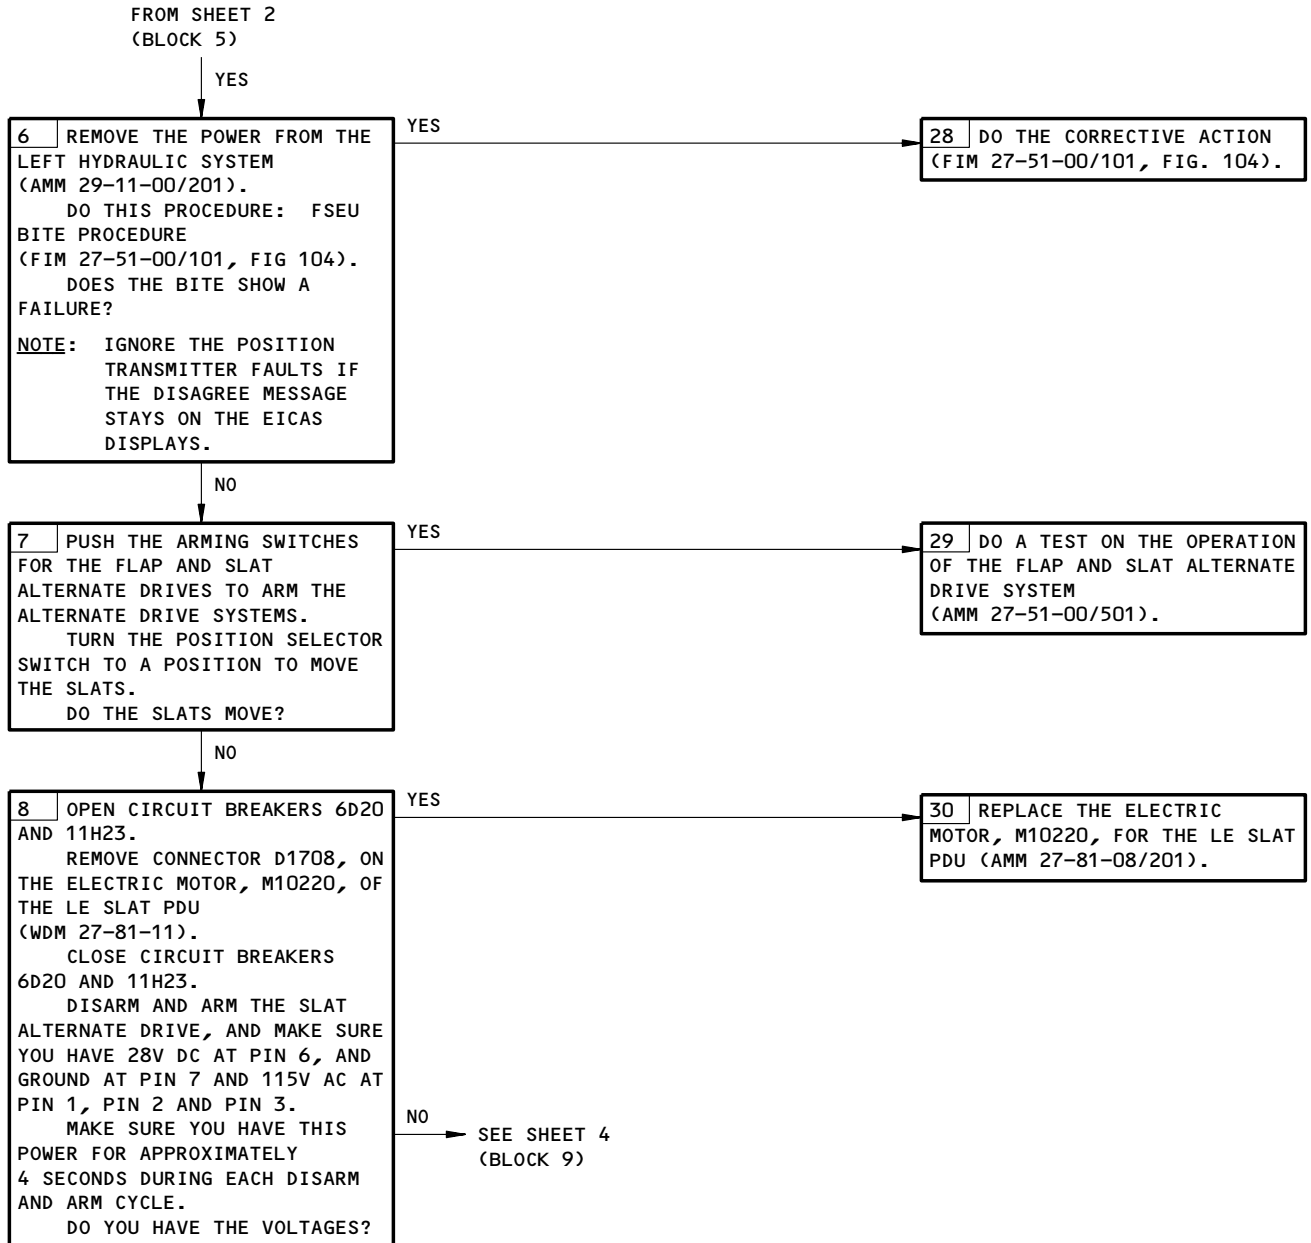 FROM SHEET 2
(BLOCK 5)
YES
6 REMOVE THE POWER FROM THE
LEFT HYDRAULIC SYSTEM
(AMM 29-11-00/201).
DO THIS PROCEDURE: FSEU
BITE PROCEDURE
(FIM 27-51-00/101, FIG 104).
DOES THE BITE SHOW A
FAILURE?
NOTE: IGNORE THE POSITION
TRANSMITTER FAULTS IF
THE DISAGREE MESSAGE
STAYS ON THE EICAS
DISPLAYS.
YES
28 DO THE CORRECTIVE ACTION
(FIM 27-51-00/101, FIG. 104).
NO
7 PUSH THE ARMING SWITCHES
FOR THE FLAP AND SLAT
ALTERNATE DRIVES TO ARM THE
ALTERNATE DRIVE SYSTEMS.
TURN THE POSITION SELECTOR
SWITCH TO A POSITION TO MOVE
THE SLATS.
DO THE SLATS MOVE?
YES
29 DO A TEST ON THE OPERATION
OF THE FLAP AND SLAT ALTERNATE
DRIVE SYSTEM
(AMM 27-51-00/501).
NO
8 OPEN CIRCUIT BREAKERS 6D20
AND 11H23.
REMOVE CONNECTOR D1708, ON
THE ELECTRIC MOTOR, M10220, OF
THE LE SLAT PDU
(WDM 27-81-11).
CLOSE CIRCUIT BREAKERS
6D20 AND 11H23.
DISARM AND ARM THE SLAT
ALTERNATE DRIVE, AND MAKE SURE
YOU HAVE 28V DC AT PIN 6, AND
GROUND AT PIN 7 AND 115V AC AT
PIN 1, PIN 2 AND PIN 3.
MAKE SURE YOU HAVE THIS
POWER FOR APPROXIMATELY
4 SECONDS DURING EACH DISARM
AND ARM CYCLE.
DO YOU HAVE THE VOLTAGES?
YES
30 REPLACE THE ELECTRIC
MOTOR, M10220, FOR THE LE SLAT
PDU (AMM 27-81-08/201).
NO
SEE SHEET 4
(BLOCK 9)